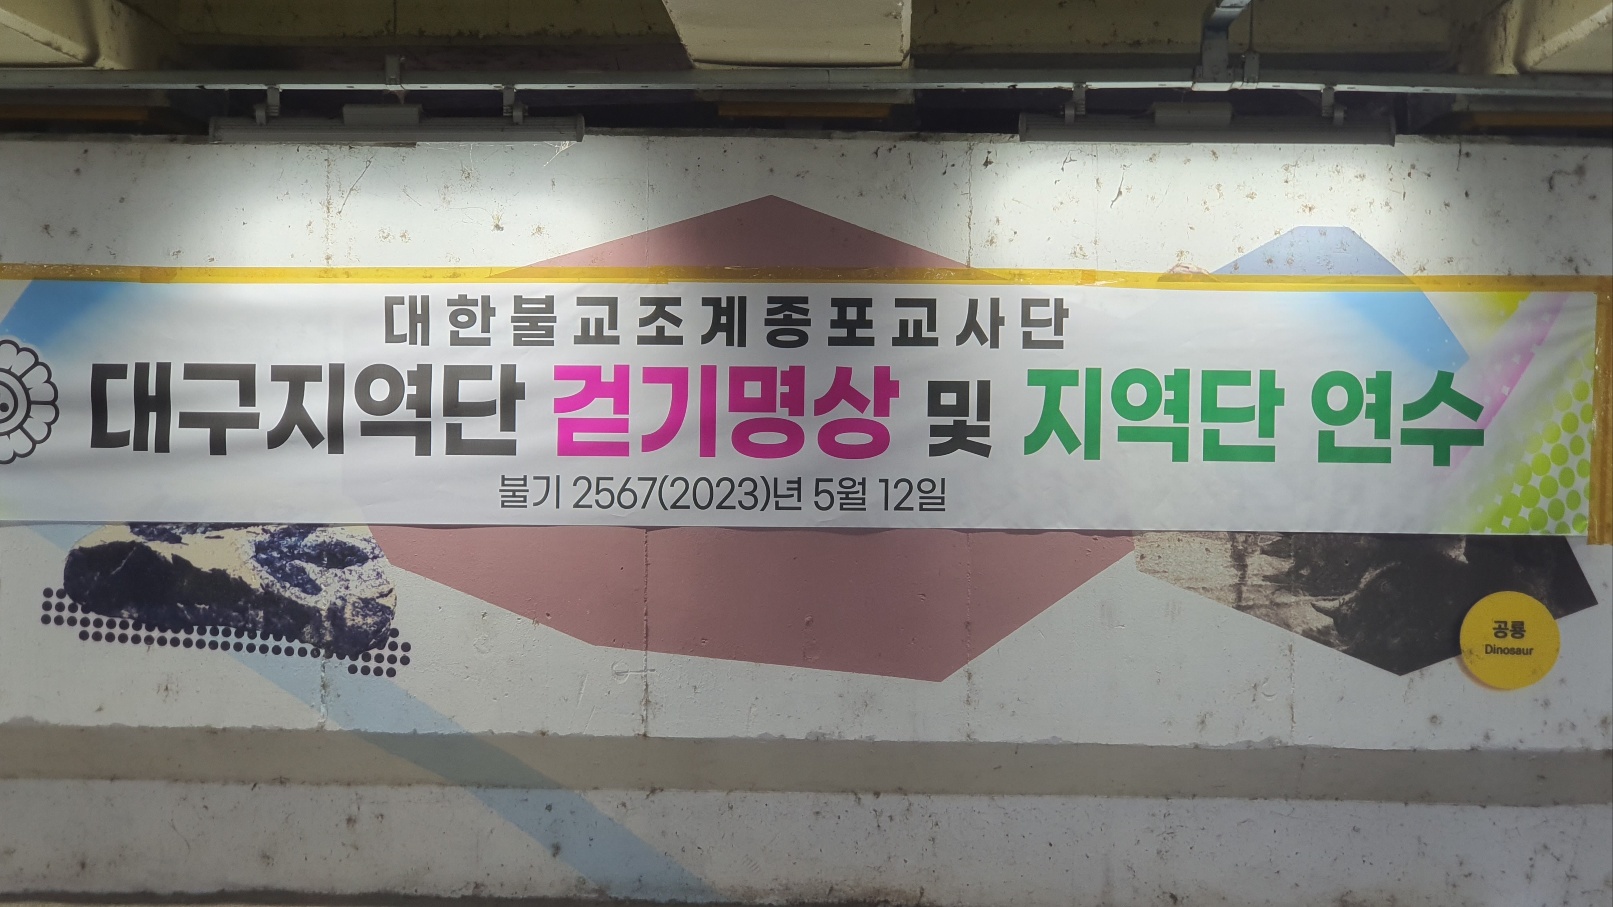 대한불교조계종포교사단
대구지역단 걷기명상 및 지역단 연수
불기 2567(2023)년 5월 12일
공룡
Dinosaur